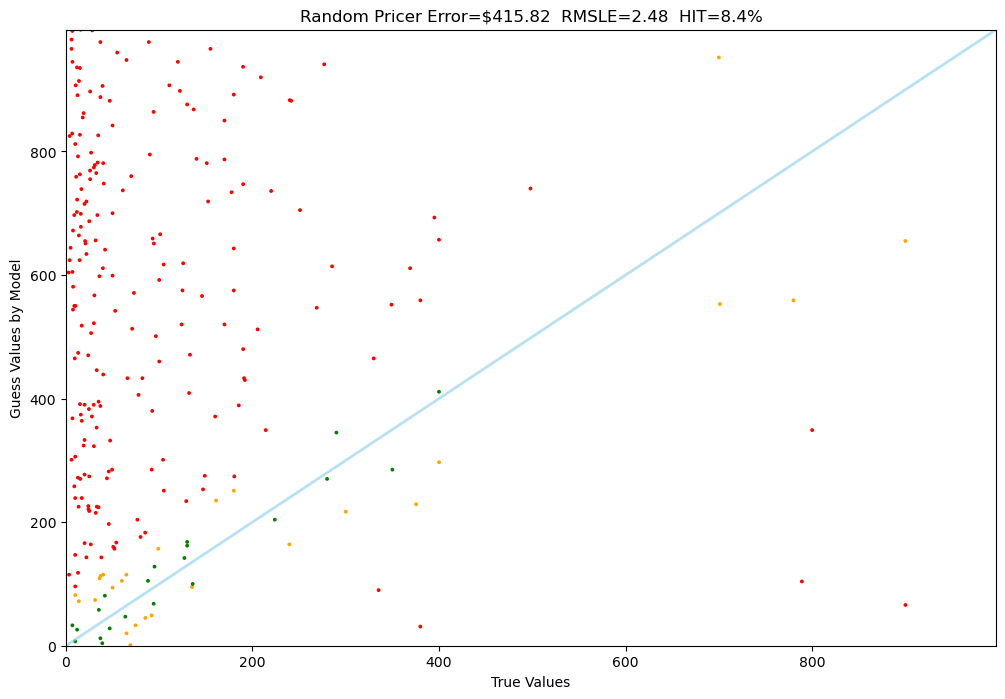 Random Pricer Error=$415.82 RMSLE=2.48 HIT=8.4%
Guess Values by Model
800
600
400
200
0
0 200 400 600 800
True Values